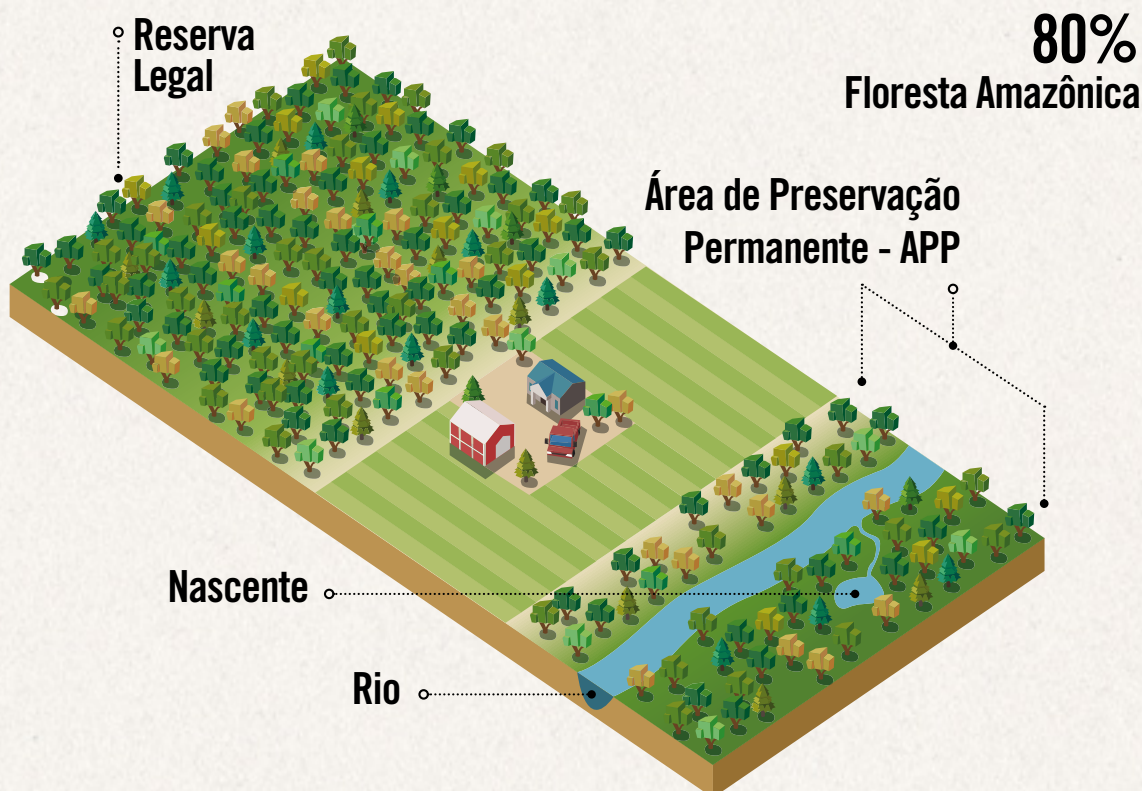 Reserva
Legal
80%
Floresta Amazônica
Área de Preservação
Permanente - APP
Nascente
Rio